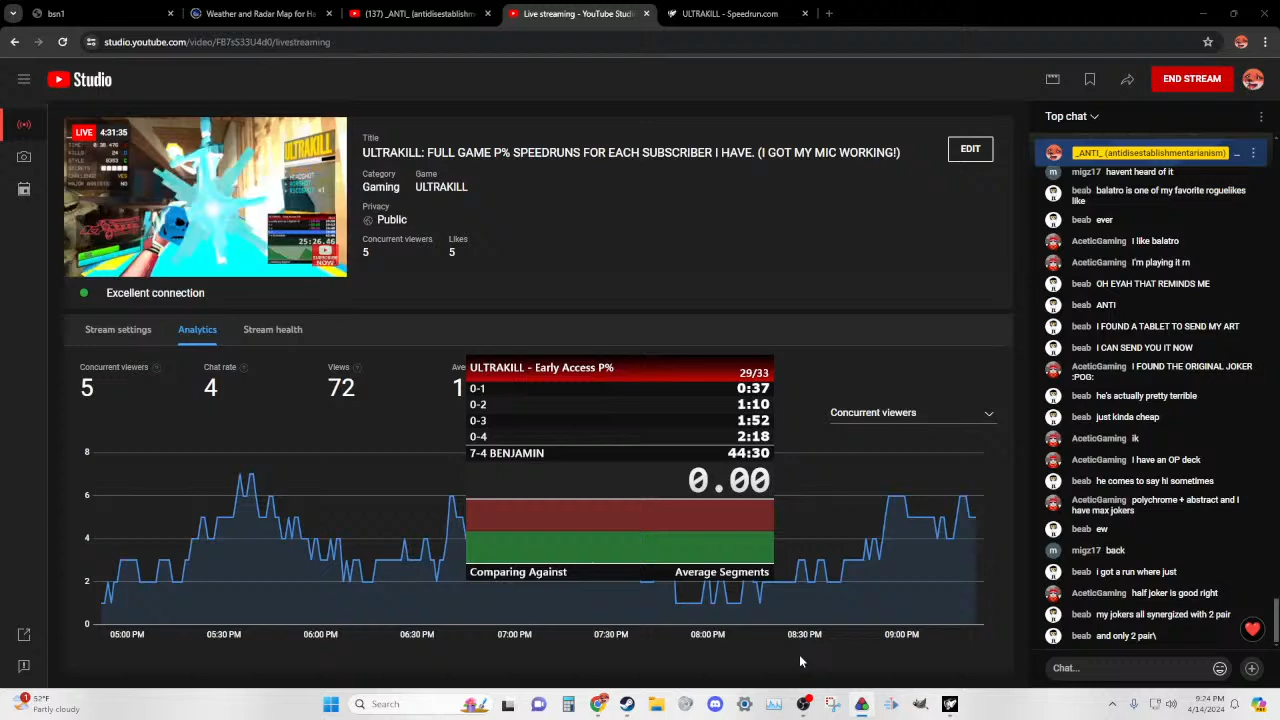 bsn1
Weather and Radar Map for Ha
(137) _ANTI_ (antidisestablishm
Live streaming - YouTube Studi
ULTRAKILL - Speedrun.com
studio.youtube.com/video/FB7sS33U4d0/livestreaming
Studio
END STREAM
LIVE 4:31:35
ULTRAKILL
25:26.46
SUBSCRIBE
NOW
Title
ULTRAKILL: FULL GAME P% SPEEDRUNS FOR EACH SUBSCRIBER I HAVE. (I GOT MY MIC WORKING!)
EDIT
Category
Game
Gaming
ULTRAKILL
Privacy
Public
Concurrent viewers
Likes
5
5
Excellent connection
Stream settings
Analytics
Stream health
Concurrent viewers
Chat rate
Views
Ave
5
4
72
1
Concurrent viewers
8
6
4
2
0
05:00 PM
05:30 PM
06:00 PM
06:30 PM
07:00 PM
07:30 PM
08:00 PM
08:30 PM
09:00 PM
ULTRAKILL - Early Access P%
29/33
0-1 0:37
0-2 1:10
0-3 1:52
0-4 2:18
7-4 BENJAMIN 44:30
0.00
Comparing Against Average Segments
Top chat
_ANTI_ (antidisestablishmentarianism)
migz17 havent heard of it
beab balatro is one of my favorite roguelikes
like
beab ever
AceticGaming I like balatro
AceticGaming I'm playing it rn
beab OH EYAH THAT REMINDS ME
beab ANTI
beab I FOUND A TABLET TO SEND MY ART
beab I CAN SEND YOU IT NOW
AceticGaming I FOUND THE ORIGINAL JOKER
:POG:
beab he's actually pretty terrible
beab just kinda cheap
AceticGaming ik
AceticGaming I have an OP deck
beab he comes to say hi sometimes
AceticGaming polychrome + abstract and I
have max jokers
beab ew
migz17 back
beab i got a run where just
AceticGaming half joker is good right
beab my jokers all synergized with 2 pair
beab and only 2 pair\
Chat...
1
52°F
Partly cloudy
Search
9:24 PM
4/14/2024